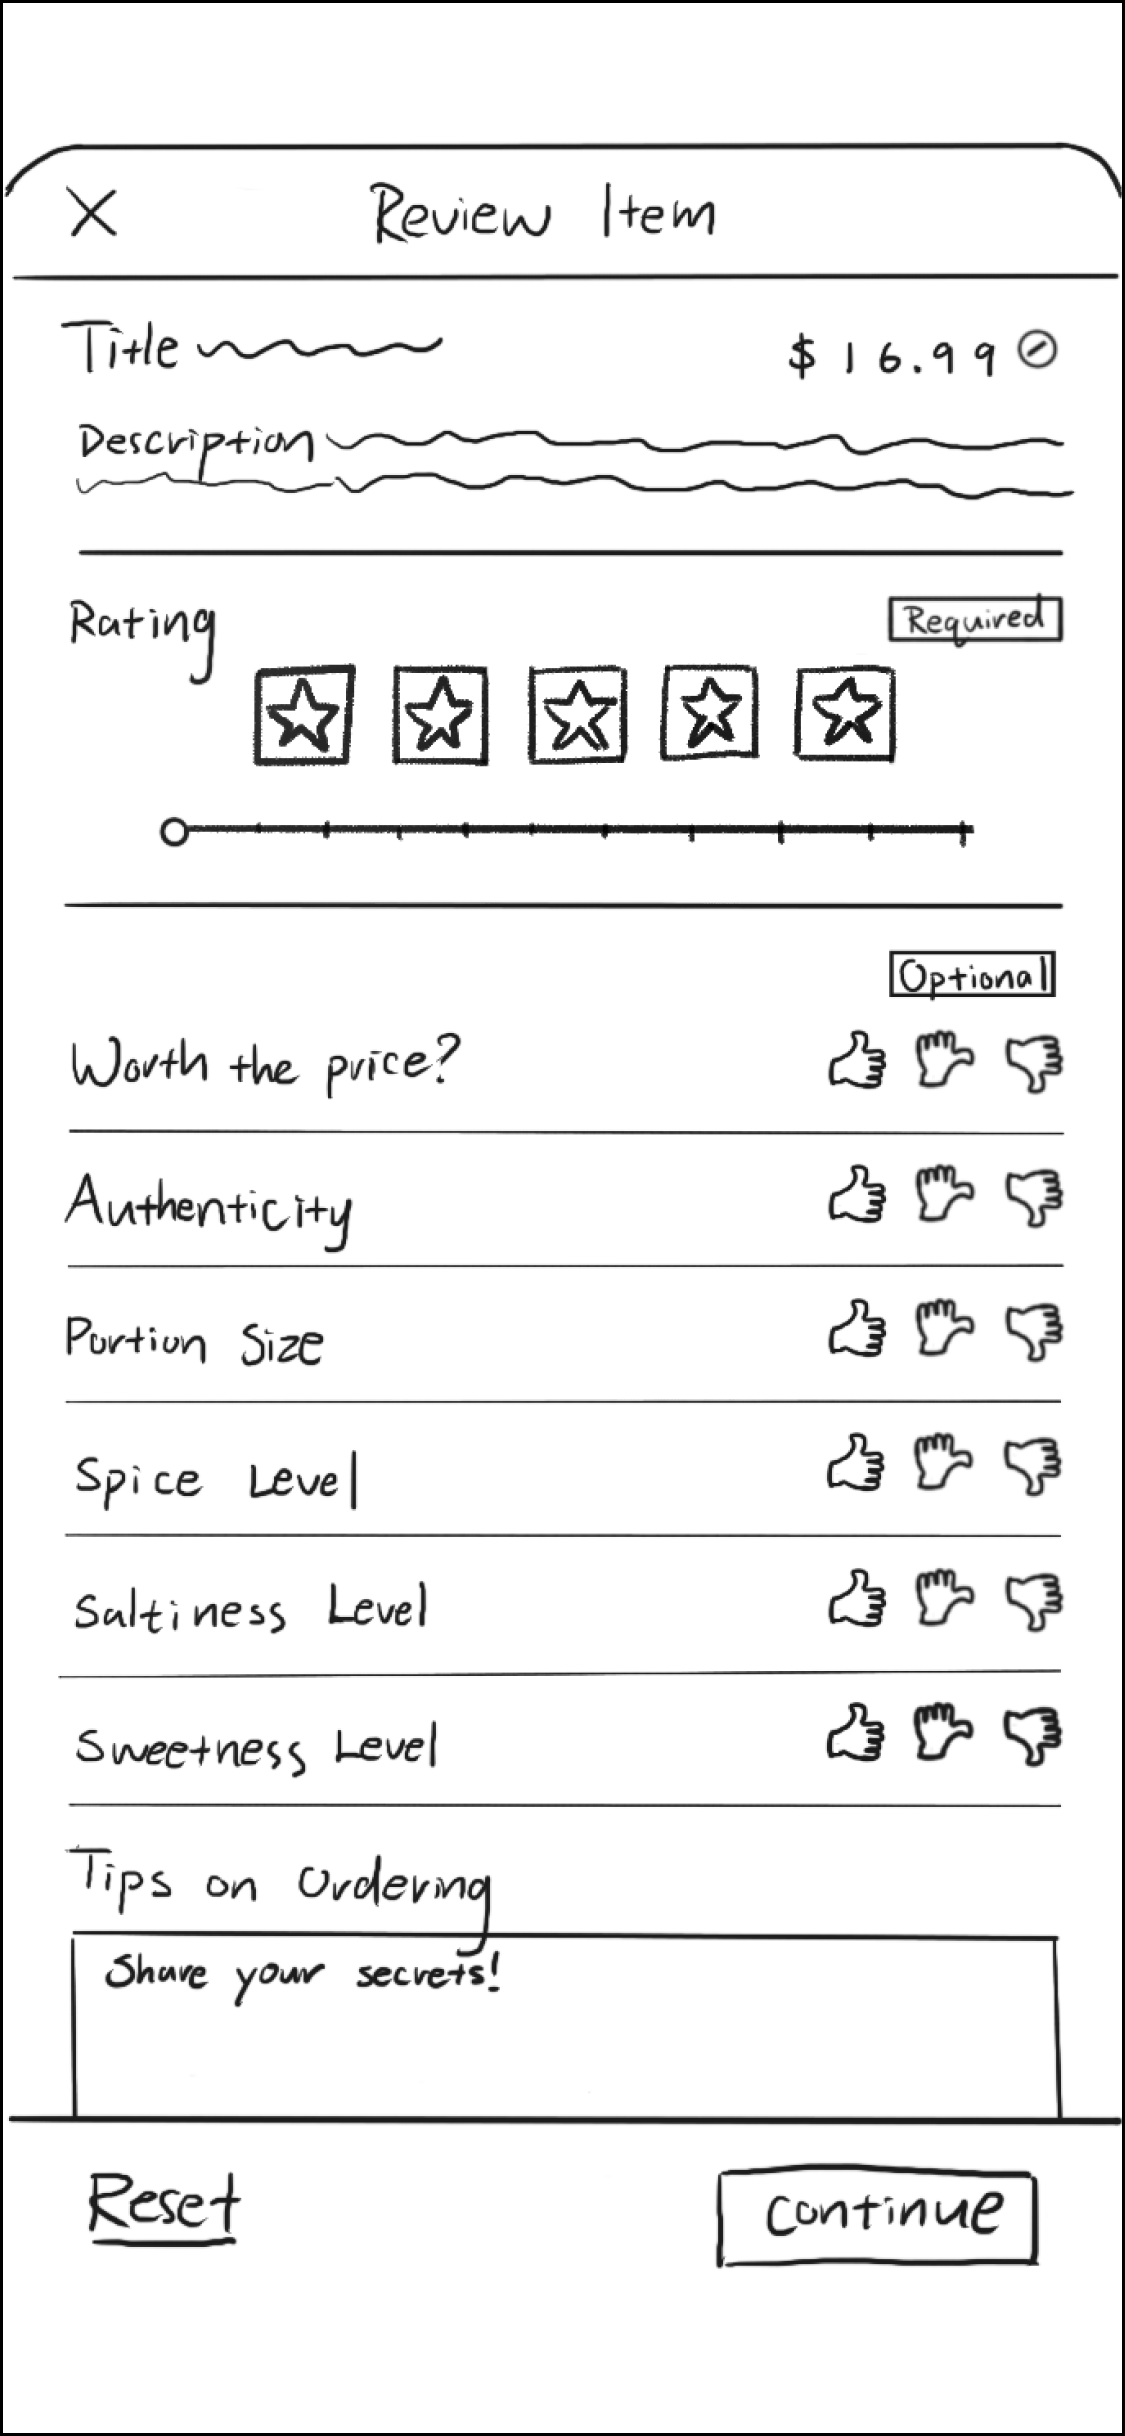 X Review Item
Title $16.99
Description
Rating Required
Optional
Worth the price?
Authenticity
Portion Size
Spice Level
Saltiness Level
Sweetness Level
Tips on Ordering
Share your secrets!
Reset Continue